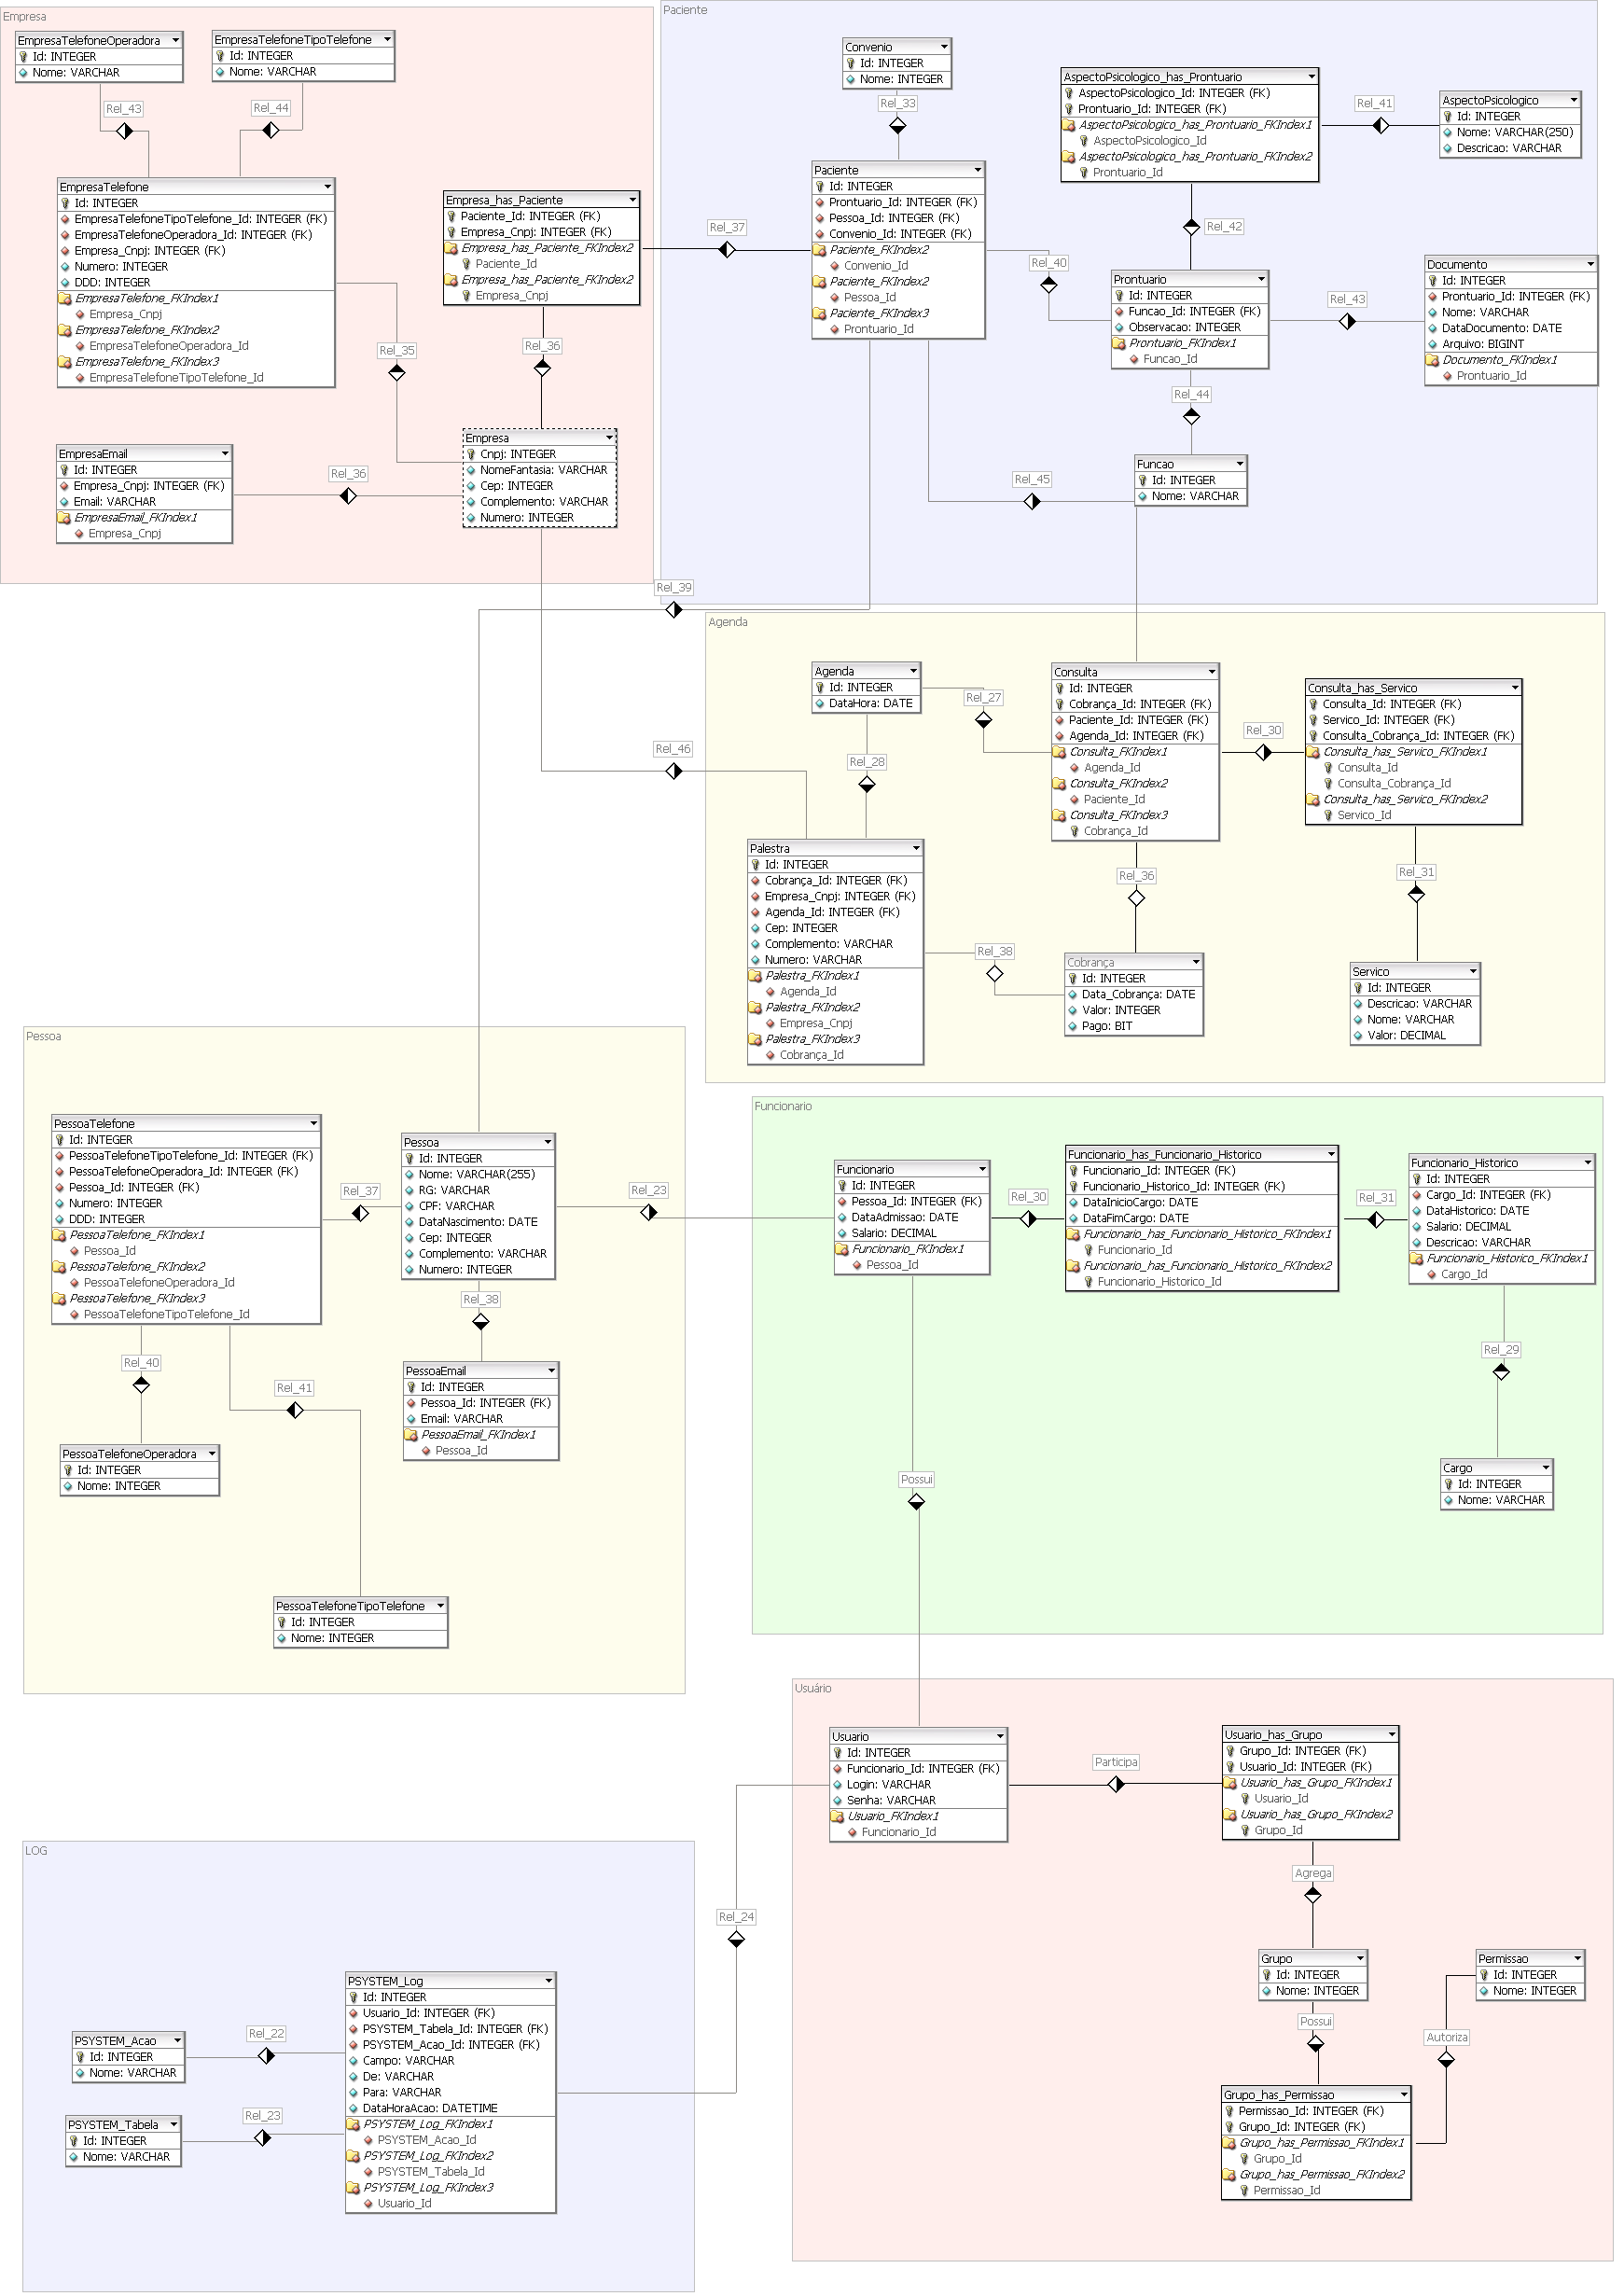 Empresa
EmpresaTelefoneOperadora
Id: INTEGER
Nome: VARCHAR
EmpresaTelefoneTipoTelefone
Id: INTEGER
Nome: VARCHAR
Rel_43
Rel_44
EmpresaTelefone
Id: INTEGER
EmpresaTelefoneTipoTelefone_Id: INTEGER (FK)
EmpresaTelefoneOperadora_Id: INTEGER (FK)
Empresa_Cnpj: INTEGER (FK)
Numero: INTEGER
DDD: INTEGER
EmpresaTelefone_FKIndex1
Empresa_Cnpj
EmpresaTelefone_FKIndex2
EmpresaTelefoneOperadora_Id
EmpresaTelefone_FKIndex3
EmpresaTelefoneTipoTelefone_Id
Empresa_has_Paciente
Paciente_Id: INTEGER (FK)
Empresa_Cnpj: INTEGER (FK)
Empresa_has_Paciente_FKIndex2
Paciente_Id
Empresa_has_Paciente_FKIndex2
Empresa_Cnpj
Rel_35
Rel_36
EmpresaEmail
Id: INTEGER
Empresa_Cnpj: INTEGER (FK)
Email: VARCHAR
EmpresaEmail_FKIndex1
Empresa_Cnpj
Rel_36
Empresa
Cnpj: INTEGER
NomeFantasia: VARCHAR
Cep: INTEGER
Complemento: VARCHAR
Numero: INTEGER
Paciente
Convenio
Id: INTEGER
Nome: INTEGER
Rel_33
AspectoPsicologico_has_Prontuario
AspectoPsicologico_Id: INTEGER (FK)
Prontuario_Id: INTEGER (FK)
AspectoPsicologico_has_Prontuario_FKIndex1
AspectoPsicologico_Id
AspectoPsicologico_has_Prontuario_FKIndex2
Prontuario_Id
Rel_41
AspectoPsicologico
Id: INTEGER
Nome: VARCHAR(250)
Descricao: VARCHAR
Paciente
Id: INTEGER
Prontuario_Id: INTEGER (FK)
Pessoa_Id: INTEGER (FK)
Convenio_Id: INTEGER (FK)
Paciente_FKIndex2
Convenio_Id
Paciente_FKIndex2
Pessoa_Id
Paciente_FKIndex3
Prontuario_Id
Rel_37
Rel_42
Rel_40
Prontuario
Id: INTEGER
Funcao_Id: INTEGER (FK)
Observacao: INTEGER
Prontuario_FKIndex1
Funcao_Id
Rel_43
Documento
Id: INTEGER
Prontuario_Id: INTEGER (FK)
Nome: VARCHAR
DataDocumento: DATE
Arquivo: BIGINT
Documento_FKIndex1
Prontuario_Id
Rel_44
Funcao
Id: INTEGER
Nome: VARCHAR
Rel_45
Rel_39
Agenda
Agenda
Id: INTEGER
DataHora: DATE
Rel_27
Consulta
Id: INTEGER
Cobrança_Id: INTEGER (FK)
Paciente_Id: INTEGER (FK)
Agenda_Id: INTEGER (FK)
Consulta_FKIndex1
Agenda_Id
Consulta_FKIndex2
Paciente_Id
Consulta_FKIndex3
Cobrança_Id
Rel_30
Consulta_has_Servico
Consulta_Id: INTEGER (FK)
Servico_Id: INTEGER (FK)
Consulta_Cobrança_Id: INTEGER (FK)
Consulta_has_Servico_FKIndex1
Consulta_Id
Consulta_Cobrança_Id
Consulta_has_Servico_FKIndex2
Servico_Id
Rel_46
Rel_28
Palestra
Id: INTEGER
Cobrança_Id: INTEGER (FK)
Empresa_Cnpj: INTEGER (FK)
Agenda_Id: INTEGER (FK)
Cep: INTEGER
Complemento: VARCHAR
Numero: VARCHAR
Palestra_FKIndex1
Agenda_Id
Palestra_FKIndex2
Empresa_Cnpj
Palestra_FKIndex3
Cobrança_Id
Rel_36
Rel_31
Rel_38
Cobrança
Id: INTEGER
Data_Cobrança: DATE
Valor: INTEGER
Pago: BIT
Servico
Id: INTEGER
Descricao: VARCHAR
Nome: VARCHAR
Valor: DECIMAL
Pessoa
PessoaTelefone
Id: INTEGER
PessoaTelefoneTipoTelefone_Id: INTEGER (FK)
PessoaTelefoneOperadora_Id: INTEGER (FK)
Pessoa_Id: INTEGER (FK)
Numero: INTEGER
DDD: INTEGER
PessoaTelefone_FKIndex1
Pessoa_Id
PessoaTelefone_FKIndex2
PessoaTelefoneOperadora_Id
PessoaTelefone_FKIndex3
PessoaTelefoneTipoTelefone_Id
Rel_37
Pessoa
Id: INTEGER
Nome: VARCHAR(255)
RG: VARCHAR
CPF: VARCHAR
DataNascimento: DATE
Cep: INTEGER
Complemento: VARCHAR
Numero: INTEGER
Rel_23
Rel_38
Rel_40
Rel_41
PessoaEmail
Id: INTEGER
Pessoa_Id: INTEGER (FK)
Email: VARCHAR
PessoaEmail_FKIndex1
Pessoa_Id
PessoaTelefoneOperadora
Id: INTEGER
Nome: INTEGER
PessoaTelefoneTipoTelefone
Id: INTEGER
Nome: INTEGER
Funcionario
Funcionario
Id: INTEGER
Pessoa_Id: INTEGER (FK)
DataAdmissao: DATE
Salario: DECIMAL
Funcionario_FKIndex1
Pessoa_Id
Rel_30
Funcionario_has_Funcionario_Historico
Funcionario_Id: INTEGER (FK)
Funcionario_Historico_Id: INTEGER (FK)
DataInicioCargo: DATE
DataFimCargo: DATE
Funcionario_has_Funcionario_Historico_FKIndex1
Funcionario_Id
Funcionario_has_Funcionario_Historico_FKIndex2
Funcionario_Historico_Id
Rel_31
Funcionario_Historico
Id: INTEGER
Cargo_Id: INTEGER (FK)
DataHistorico: DATE
Salario: DECIMAL
Descricao: VARCHAR
Funcionario_Historico_FKIndex1
Cargo_Id
Rel_29
Cargo
Id: INTEGER
Nome: VARCHAR
Possui
Usuário
Usuario
Id: INTEGER
Funcionario_Id: INTEGER (FK)
Login: VARCHAR
Senha: VARCHAR
Usuario_FKIndex1
Funcionario_Id
Participa
Usuario_has_Grupo
Grupo_Id: INTEGER (FK)
Usuario_Id: INTEGER (FK)
Usuario_has_Grupo_FKIndex1
Usuario_Id
Usuario_has_Grupo_FKIndex2
Grupo_Id
Agrega
Grupo
Id: INTEGER
Nome: INTEGER
Permissao
Id: INTEGER
Nome: INTEGER
Possui
Autoriza
Grupo_has_Permissao
Permissao_Id: INTEGER (FK)
Grupo_Id: INTEGER (FK)
Grupo_has_Permissao_FKIndex1
Grupo_Id
Grupo_has_Permissao_FKIndex2
Permissao_Id
LOG
Rel_24
PSYSTEM_Log
Id: INTEGER
Usuario_Id: INTEGER (FK)
PSYSTEM_Tabela_Id: INTEGER (FK)
PSYSTEM_Acao_Id: INTEGER (FK)
Campo: VARCHAR
De: VARCHAR
Para: VARCHAR
DataHoraAcao: DATETIME
PSYSTEM_Log_FKIndex1
PSYSTEM_Acao_Id
PSYSTEM_Log_FKIndex2
PSYSTEM_Tabela_Id
PSYSTEM_Log_FKIndex3
Usuario_Id
PSYSTEM_Acao
Id: INTEGER
Nome: VARCHAR
Rel_22
PSYSTEM_Tabela
Id: INTEGER
Nome: VARCHAR
Rel_23